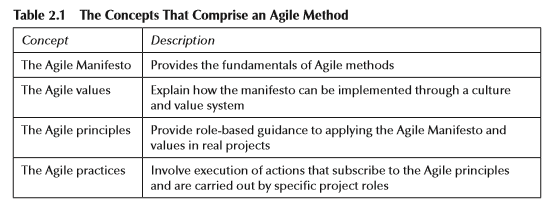 Table 2.1 The Concepts That Comprise an Agile Method
Concept Description
The Agile Manifesto Provides the fundamentals of Agile methods
The Agile values Explain how the manifesto can be implemented through a culture
and value system
The Agile principles Provide role-based guidance to applying the Agile Manifesto and
values in real projects
The Agile practices Involve execution of actions that subscribe to the Agile principles
and are carried out by specific project roles